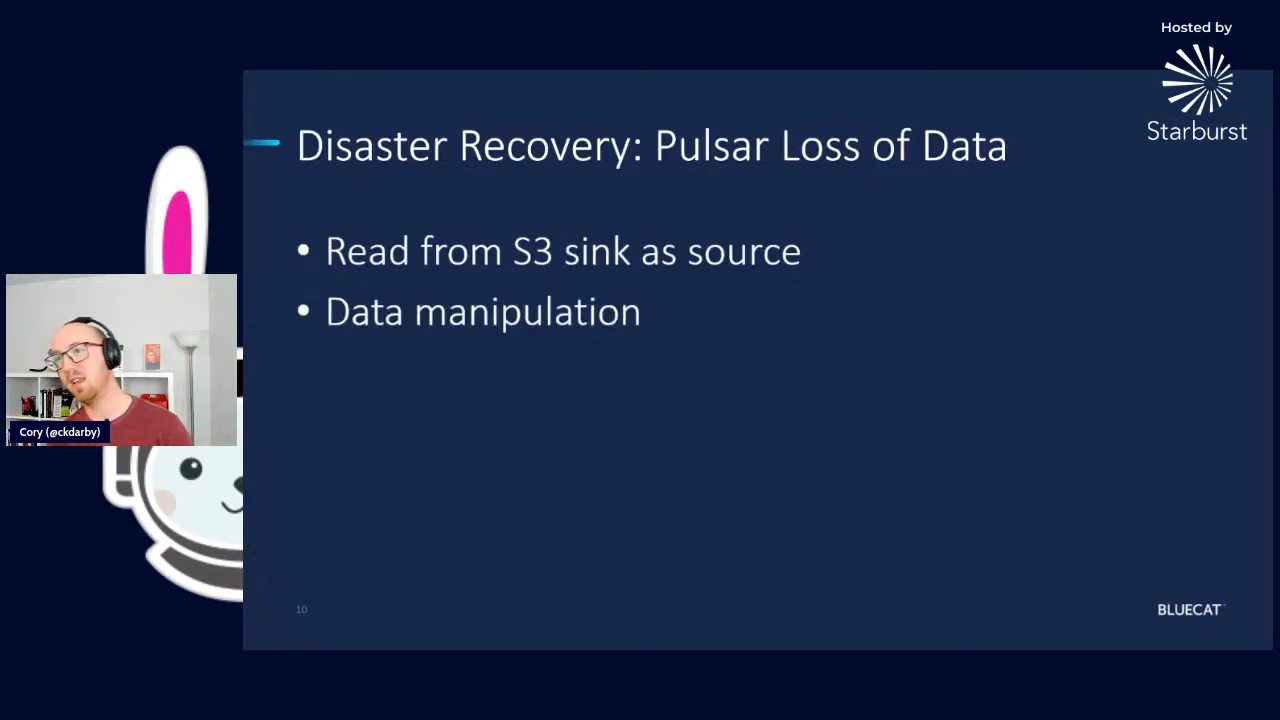 Hosted by
Starburst
Disaster Recovery: Pulsar Loss of Data
• Read from S3 sink as source
• Data manipulation
Cory (@ckdarby)
10
BLUECAT™